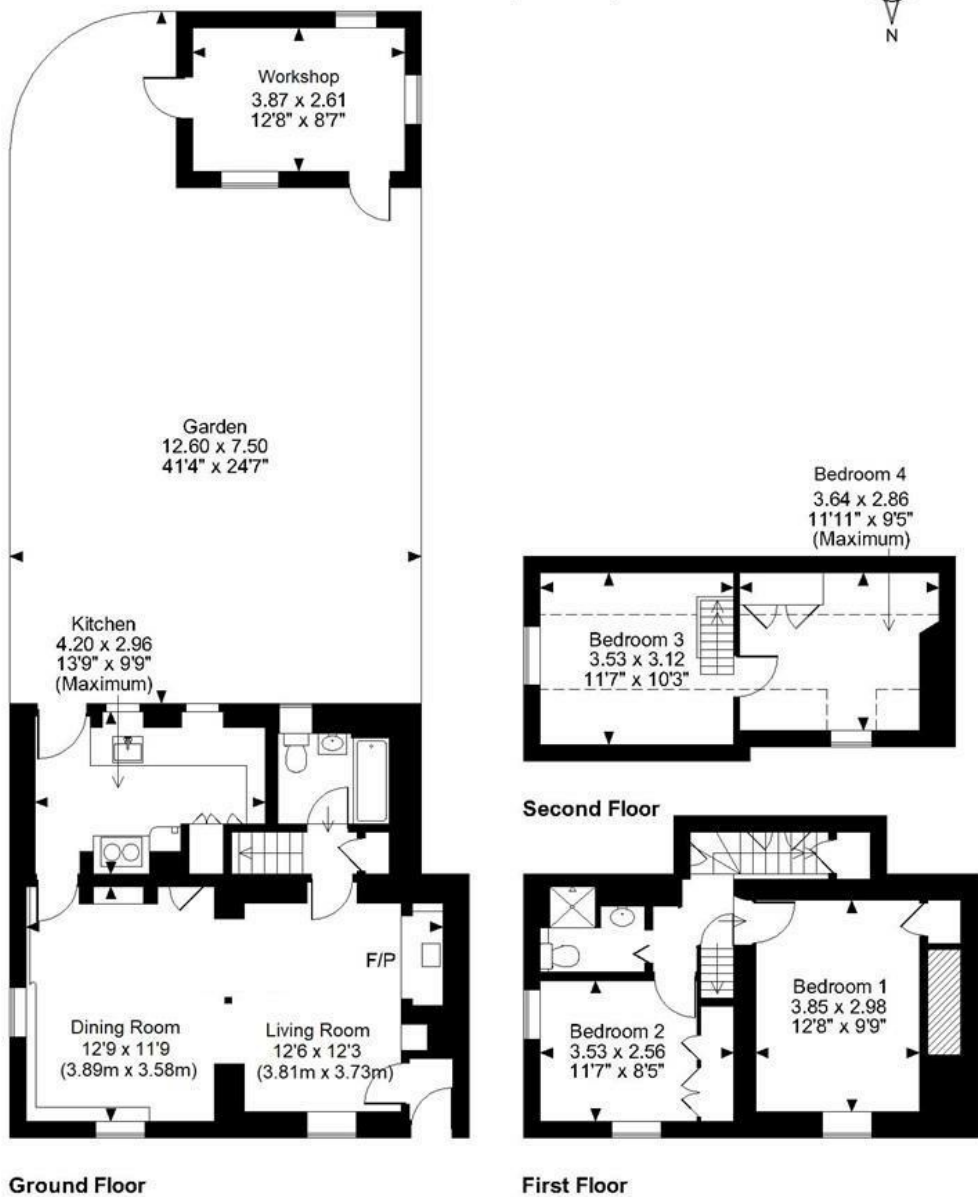 N
Workshop
3.87 x 2.61
12'8" x 8'7"
Garden
12.60 x 7.50
41'4" x 24'7"
Kitchen
4.20 x 2.96
13'9" x 9'9"
(Maximum)
F/P
Dining Room
12'9 x 11'9
(3.89m x 3.58m)
Living Room
12'6 x 12'3
(3.81m x 3.73m)
Ground Floor
Bedroom 4
3.64 x 2.86
11'11" x 9'5"
(Maximum)
Bedroom 3
3.53 x 3.12
11'7" x 10'3"
Second Floor
Bedroom 1
3.85 x 2.98
12'8" x 9'9"
Bedroom 2
3.53 x 2.56
11'7" x 8'5"
First Floor